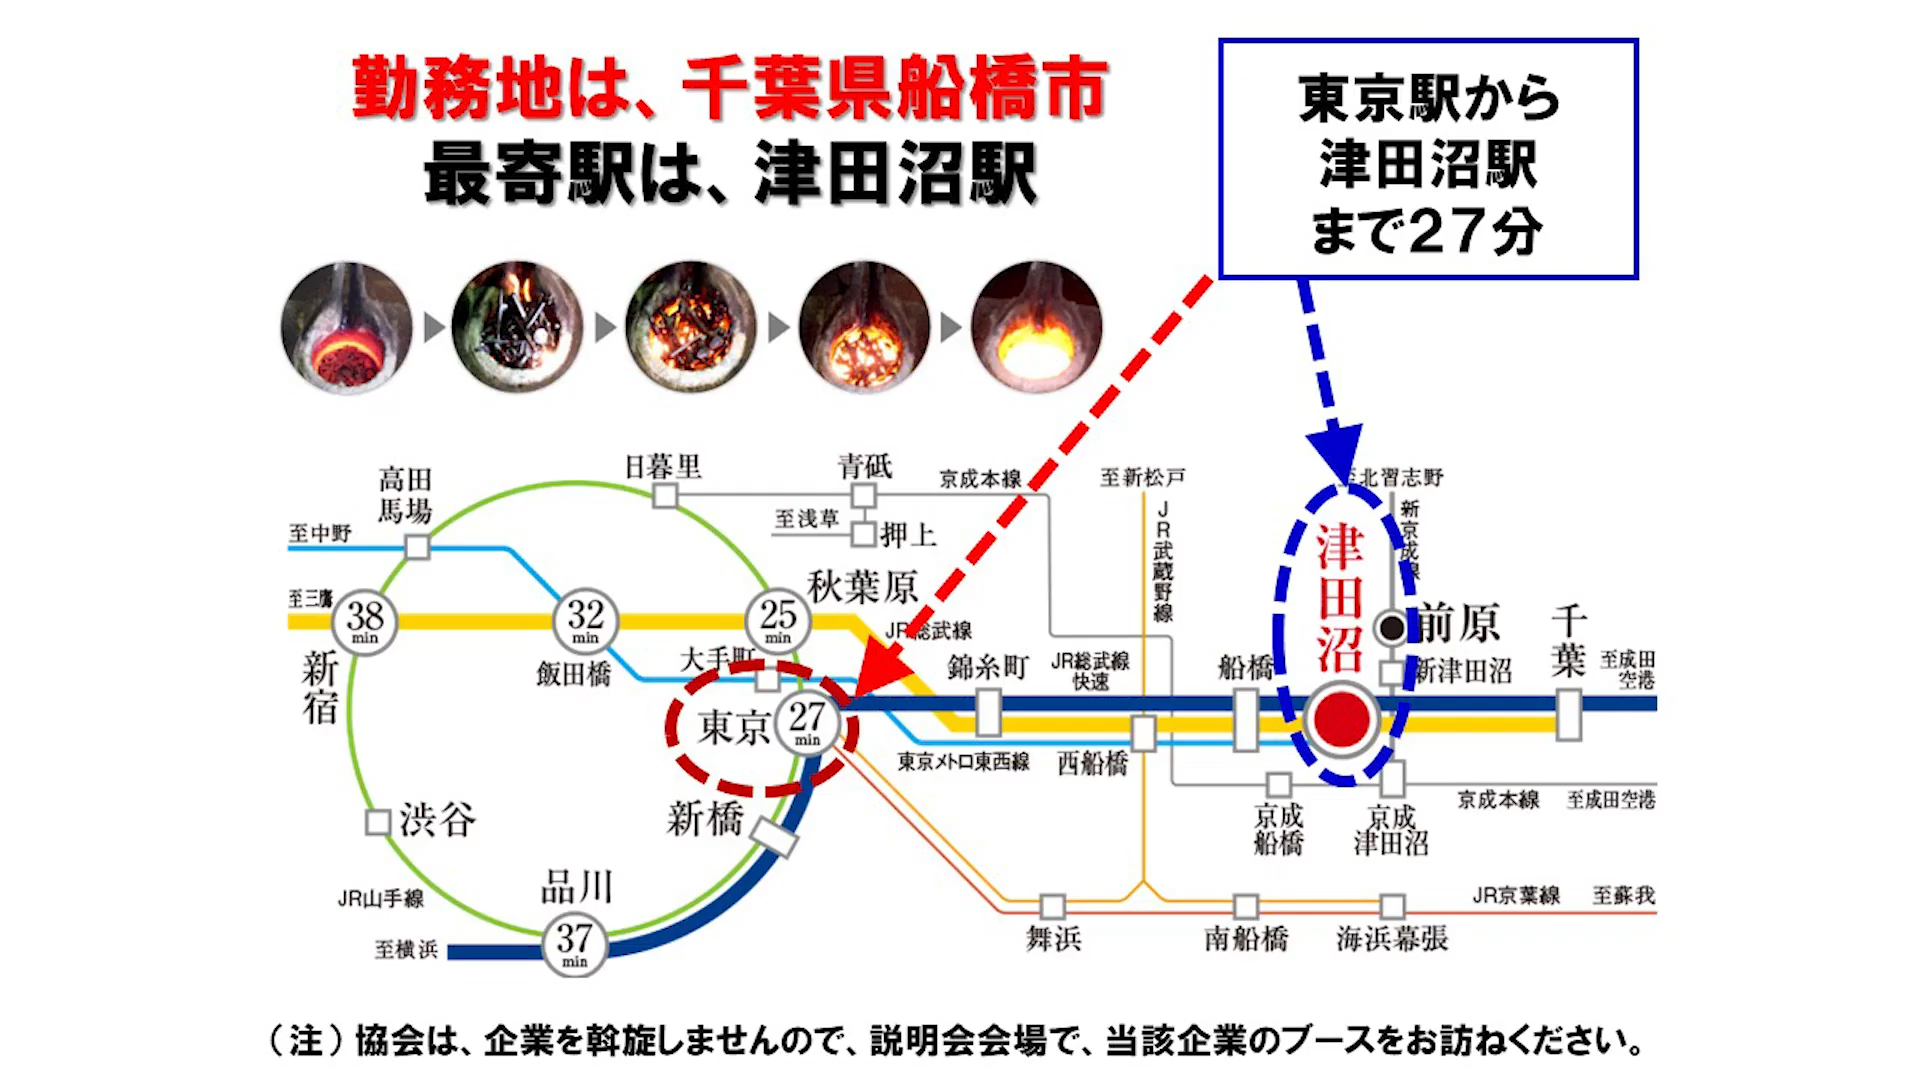 勤務地は、千葉県船橋市
最寄駅は、津田沼駅
東京駅から
津田沼駅
まで27分
日暮里
青砥
京成本線
至新松戸
至北習志野
高田
馬場
至浅草
押上
至中野
JR武蔵野線
新京成線
津田沼
秋葉原
至三鷹
38
min
32
min
25
min
JR総武線
前原
千葉
新宿
飯田橋
大手町
錦糸町
JR総武線
快速
船橋
新津田沼
至成田
空港
東京
27
min
東京メトロ東西線
西船橋
渋谷
新橋
京成
船橋
京成
津田沼
京成本線
至成田空港
品川
JR山手線
JR京葉線
至蘇我
至横浜
37
min
舞浜
南船橋
海浜幕張
（注）協会は、企業を斡旋しませんので、説明会会場で、当該企業のブースをお訪ねください。